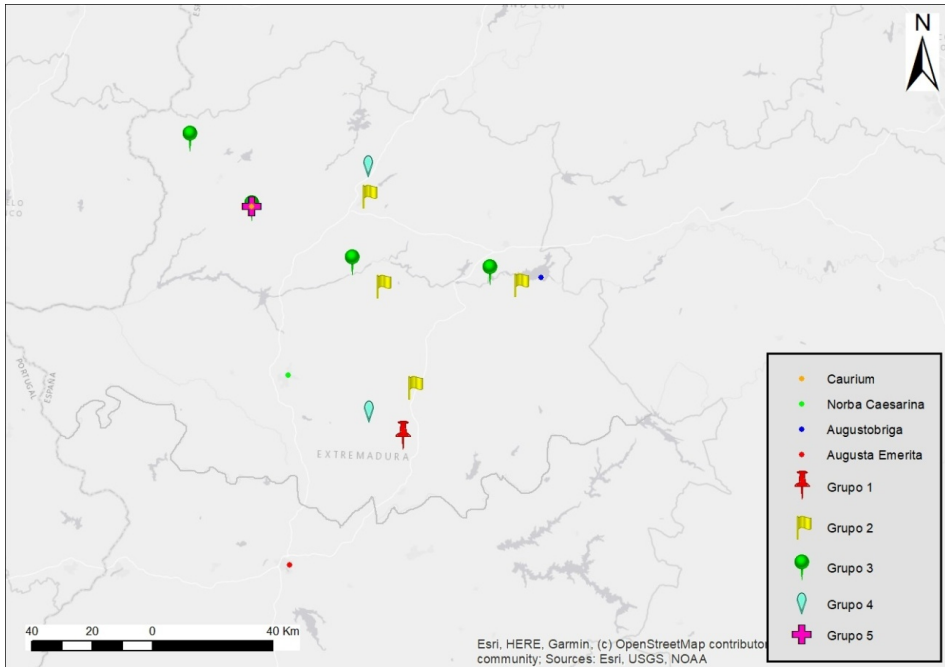 N
EXTREMADURA
PORTUGAL
ESPAÑA
Caurium
Norba Caesarina
Augustobriga
Augusta Emerita
Grupo 1
Grupo 2
Grupo 3
Grupo 4
Grupo 5
40 20 0 40 Km
Esri, HERE, Garmin, (c) OpenStreetMap contributor
community; Sources: Esri, USGS, NOAA